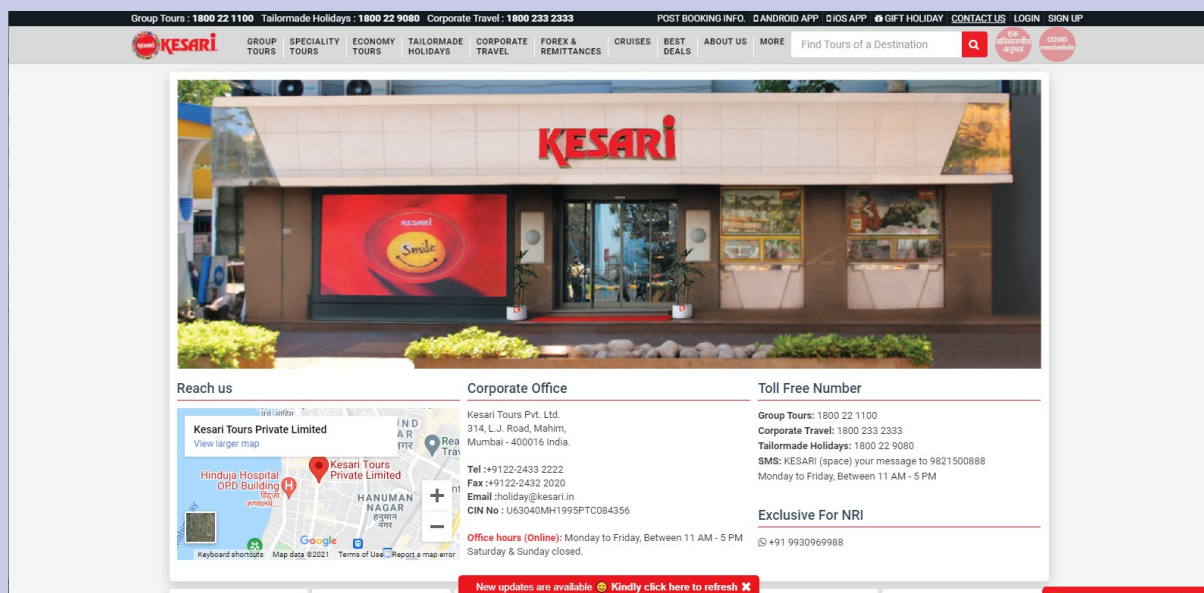 Group Tours : 1800 22 1100 Tailormade Holidays : 1800 22 9080 Corporate Travel : 1800 233 2333 POST BOOKING INFO. ANDROID APP iOS APP GIFT HOLIDAY CONTACT US LOGIN SIGN UP
KESARI
GROUP TOURS
SPECIALITY TOURS
ECONOMY TOURS
TAILORMADE HOLIDAYS
CORPORATE TRAVEL
FOREX & REMITTANCES
CRUISES
BEST DEALS
ABOUT US
MORE
Find Tours of a Destination
एक
अविस्मरणीय
अनुभव
COVID
reschedule
KESARI
KESARI
Smile
Reach us
Kesari Tours Private Limited
View larger map
Kesari Tours
Private Limited
Hinduja Hospital
OPD Building
HANUMAN
NAGAR
हनुमान
नगर
Google
Keyboard shortcuts Map data ©2021 Terms of Use Report a map error
Corporate Office
Kesari Tours Pvt. Ltd.
314, L.J. Road, Mahim,
Mumbai - 400016 India.
Tel :+9122-2433 2222
Fax :+9122-2432 2020
Email :holiday@kesari.in
CIN No : U63040MH1995PTC084356
Office hours (Online): Monday to Friday, Between 11 AM - 5 PM
Saturday & Sunday closed.
Toll Free Number
Group Tours: 1800 22 1100
Corporate Travel: 1800 233 2333
Tailormade Holidays: 1800 22 9080
SMS: KESARI (space) your message to 9821500888
Monday to Friday, Between 11 AM - 5 PM
Exclusive For NRI
+91 9930969988
New updates are available Kindly click here to refresh